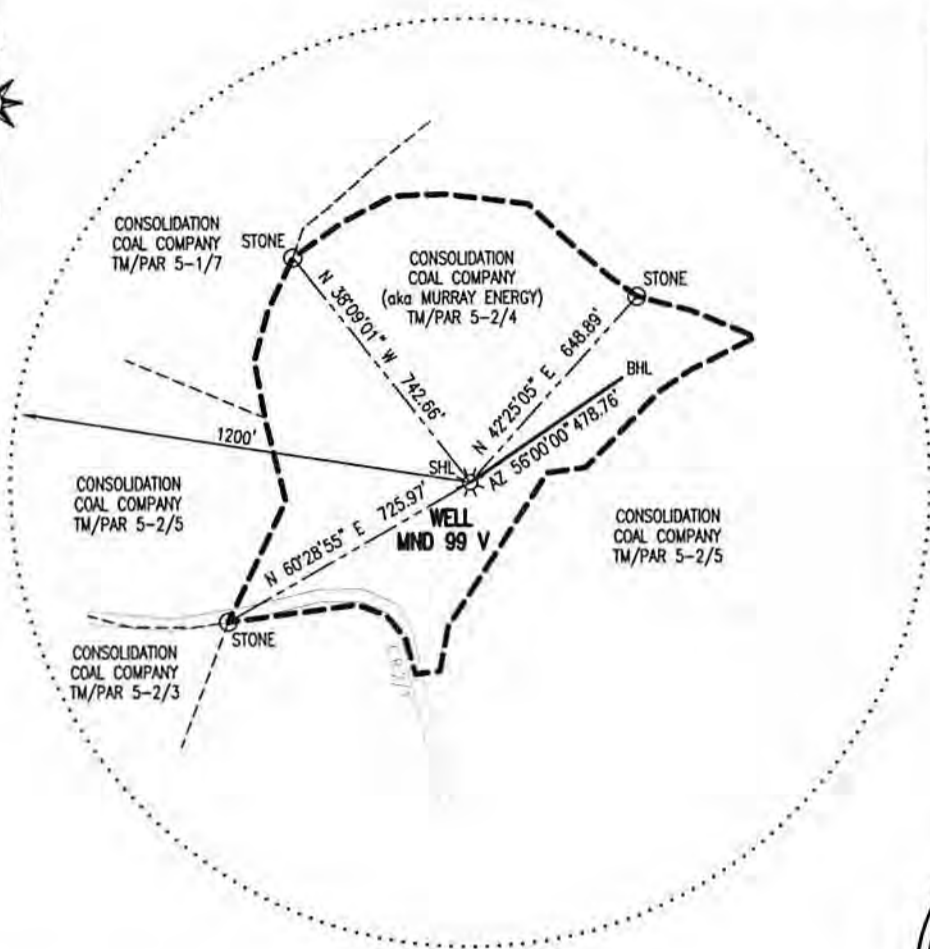 CONSOLIDATION
COAL COMPANY
TM/PAR 5-1/7
STONE
CONSOLIDATION
COAL COMPANY
(aka MURRAY ENERGY)
TM/PAR 5-2/4
STONE
N 38°09'01" W 742.66'
N 42°25'05" E 648.89'
BHL
AZ 56°00'00" 478.76'
1200'
SHL
WELL
MND 99 V
CONSOLIDATION
COAL COMPANY
TM/PAR 5-2/5
N 60°28'55" E 725.97'
CONSOLIDATION
COAL COMPANY
TM/PAR 5-2/5
STONE
CONSOLIDATION
COAL COMPANY
TM/PAR 5-2/3